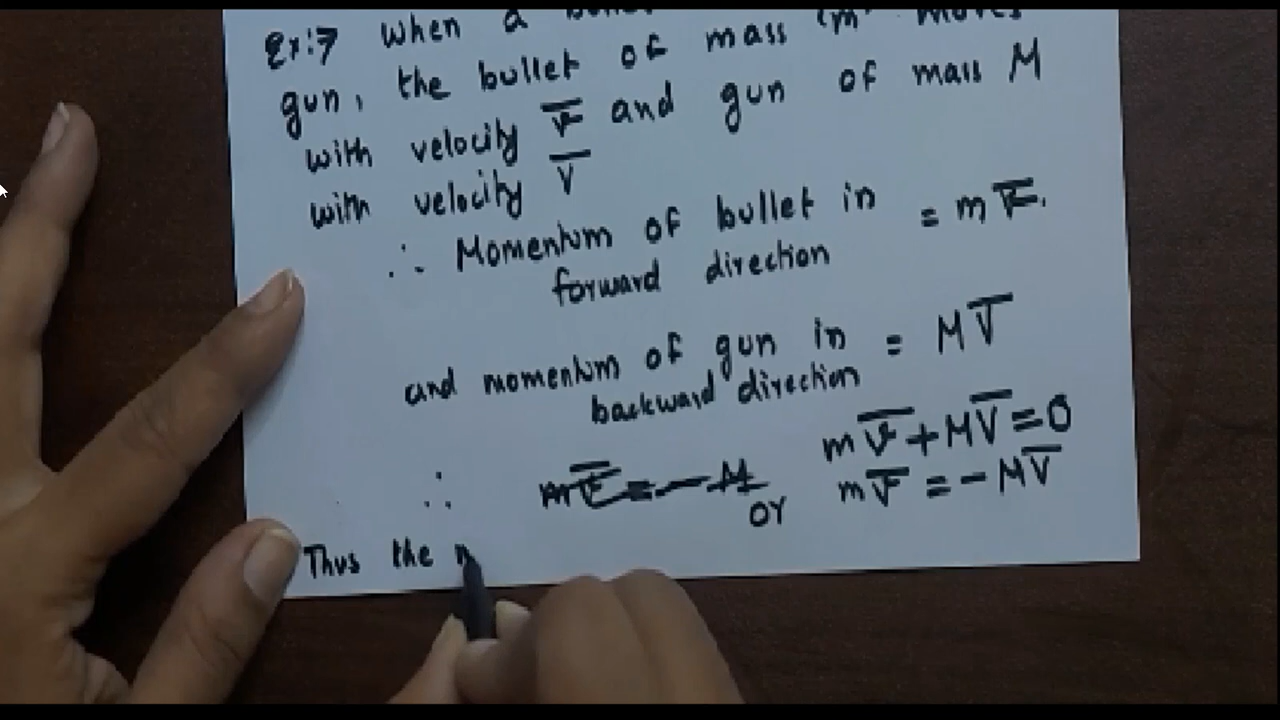 Ex:7 When a
gun, the bullet of mass 'm' moves
with velocity v̅ and gun of mass M
with velocity V̅
∴ Momentum of bullet in = mv̅.
forward direction
and momentum of gun in = MV̅
backward direction
mv̅+MV̅=0
∴ mv̅=-M or mv̅=-MV̅
Thus the